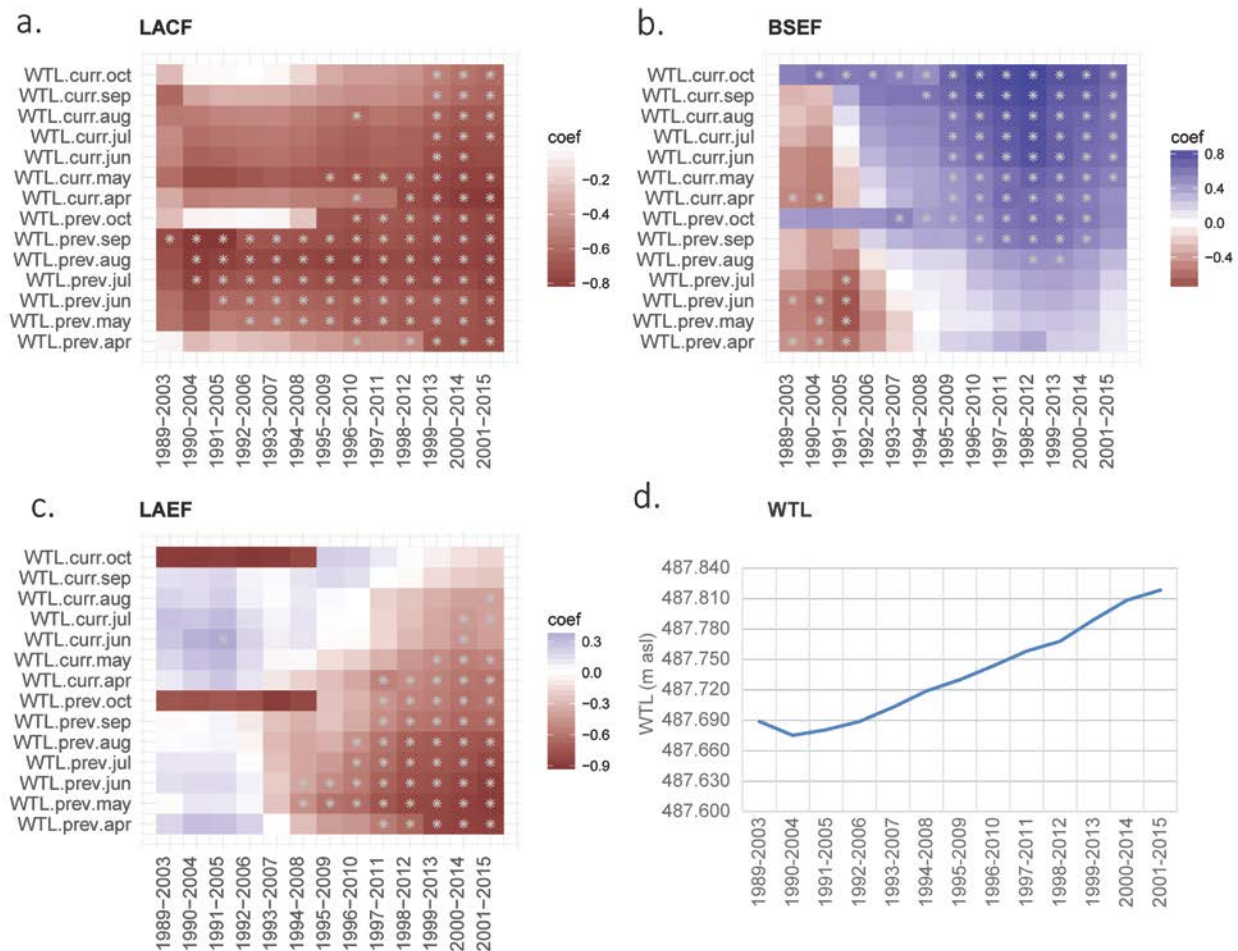 a. LACF
WTL.curr.oct
WTL.curr.sep
WTL.curr.aug
WTL.curr.jul
WTL.curr.jun
WTL.curr.may
WTL.curr.apr
WTL.prev.oct
WTL.prev.sep
WTL.prev.aug
WTL.prev.jul
WTL.prev.jun
WTL.prev.may
WTL.prev.apr
1989−2003
1990−2004
1991−2005
1992−2006
1993−2007
1994−2008
1995−2009
1996−2010
1997−2011
1998−2012
1999−2013
2000−2014
2001−2015
coef
−0.2
−0.4
−0.6
−0.8
b. BSEF
WTL.curr.oct
WTL.curr.sep
WTL.curr.aug
WTL.curr.jul
WTL.curr.jun
WTL.curr.may
WTL.curr.apr
WTL.prev.oct
WTL.prev.sep
WTL.prev.aug
WTL.prev.jul
WTL.prev.jun
WTL.prev.may
WTL.prev.apr
1989−2003
1990−2004
1991−2005
1992−2006
1993−2007
1994−2008
1995−2009
1996−2010
1997−2011
1998−2012
1999−2013
2000−2014
2001−2015
coef
0.8
0.4
0.0
−0.4
c. LAEF
WTL.curr.oct
WTL.curr.sep
WTL.curr.aug
WTL.curr.jul
WTL.curr.jun
WTL.curr.may
WTL.curr.apr
WTL.prev.oct
WTL.prev.sep
WTL.prev.aug
WTL.prev.jul
WTL.prev.jun
WTL.prev.may
WTL.prev.apr
1989−2003
1990−2004
1991−2005
1992−2006
1993−2007
1994−2008
1995−2009
1996−2010
1997−2011
1998−2012
1999−2013
2000−2014
2001−2015
coef
0.3
0.0
−0.3
−0.6
−0.9
d. WTL
WTL (m asl)
487.840
487.810
487.780
487.750
487.720
487.690
487.660
487.630
487.600
1989-2003
1990-2004
1991-2005
1992-2006
1993-2007
1994-2008
1995-2009
1996-2010
1997-2011
1998-2012
1999-2013
2000-2014
2001-2015